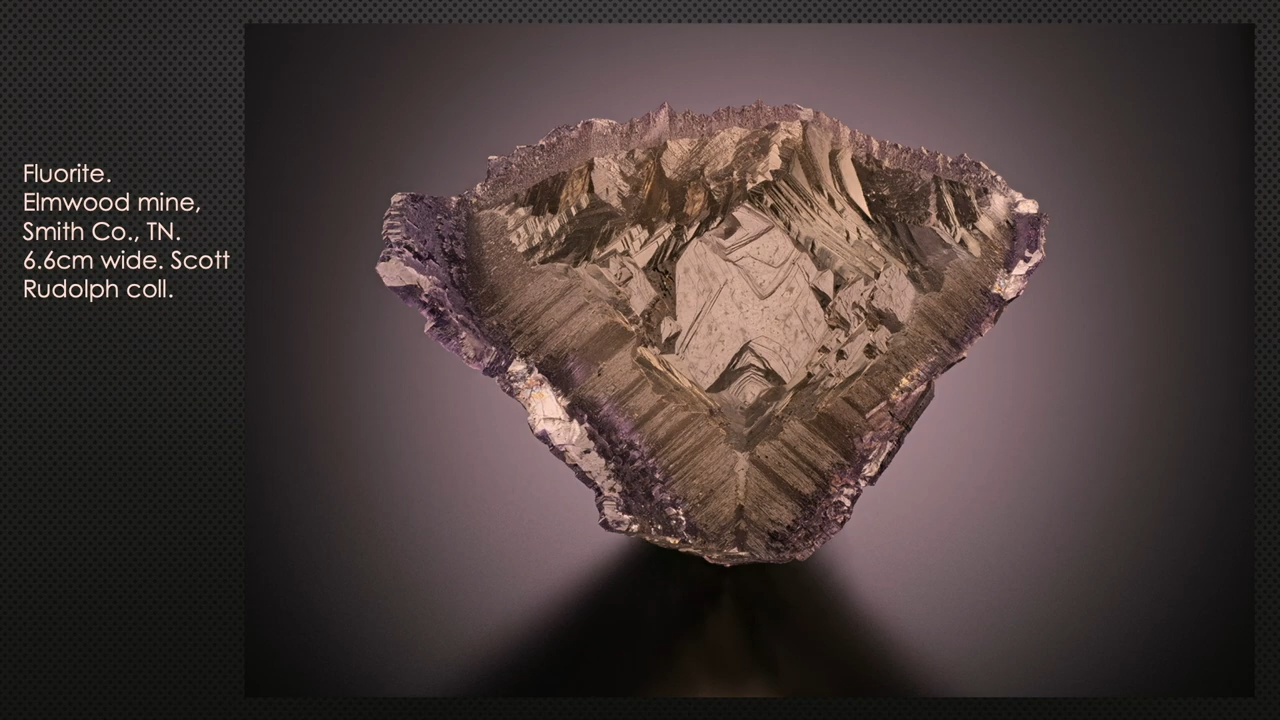 Fluorite.
Elmwood mine,
Smith Co., TN.
6.6cm wide. Scott
Rudolph coll.